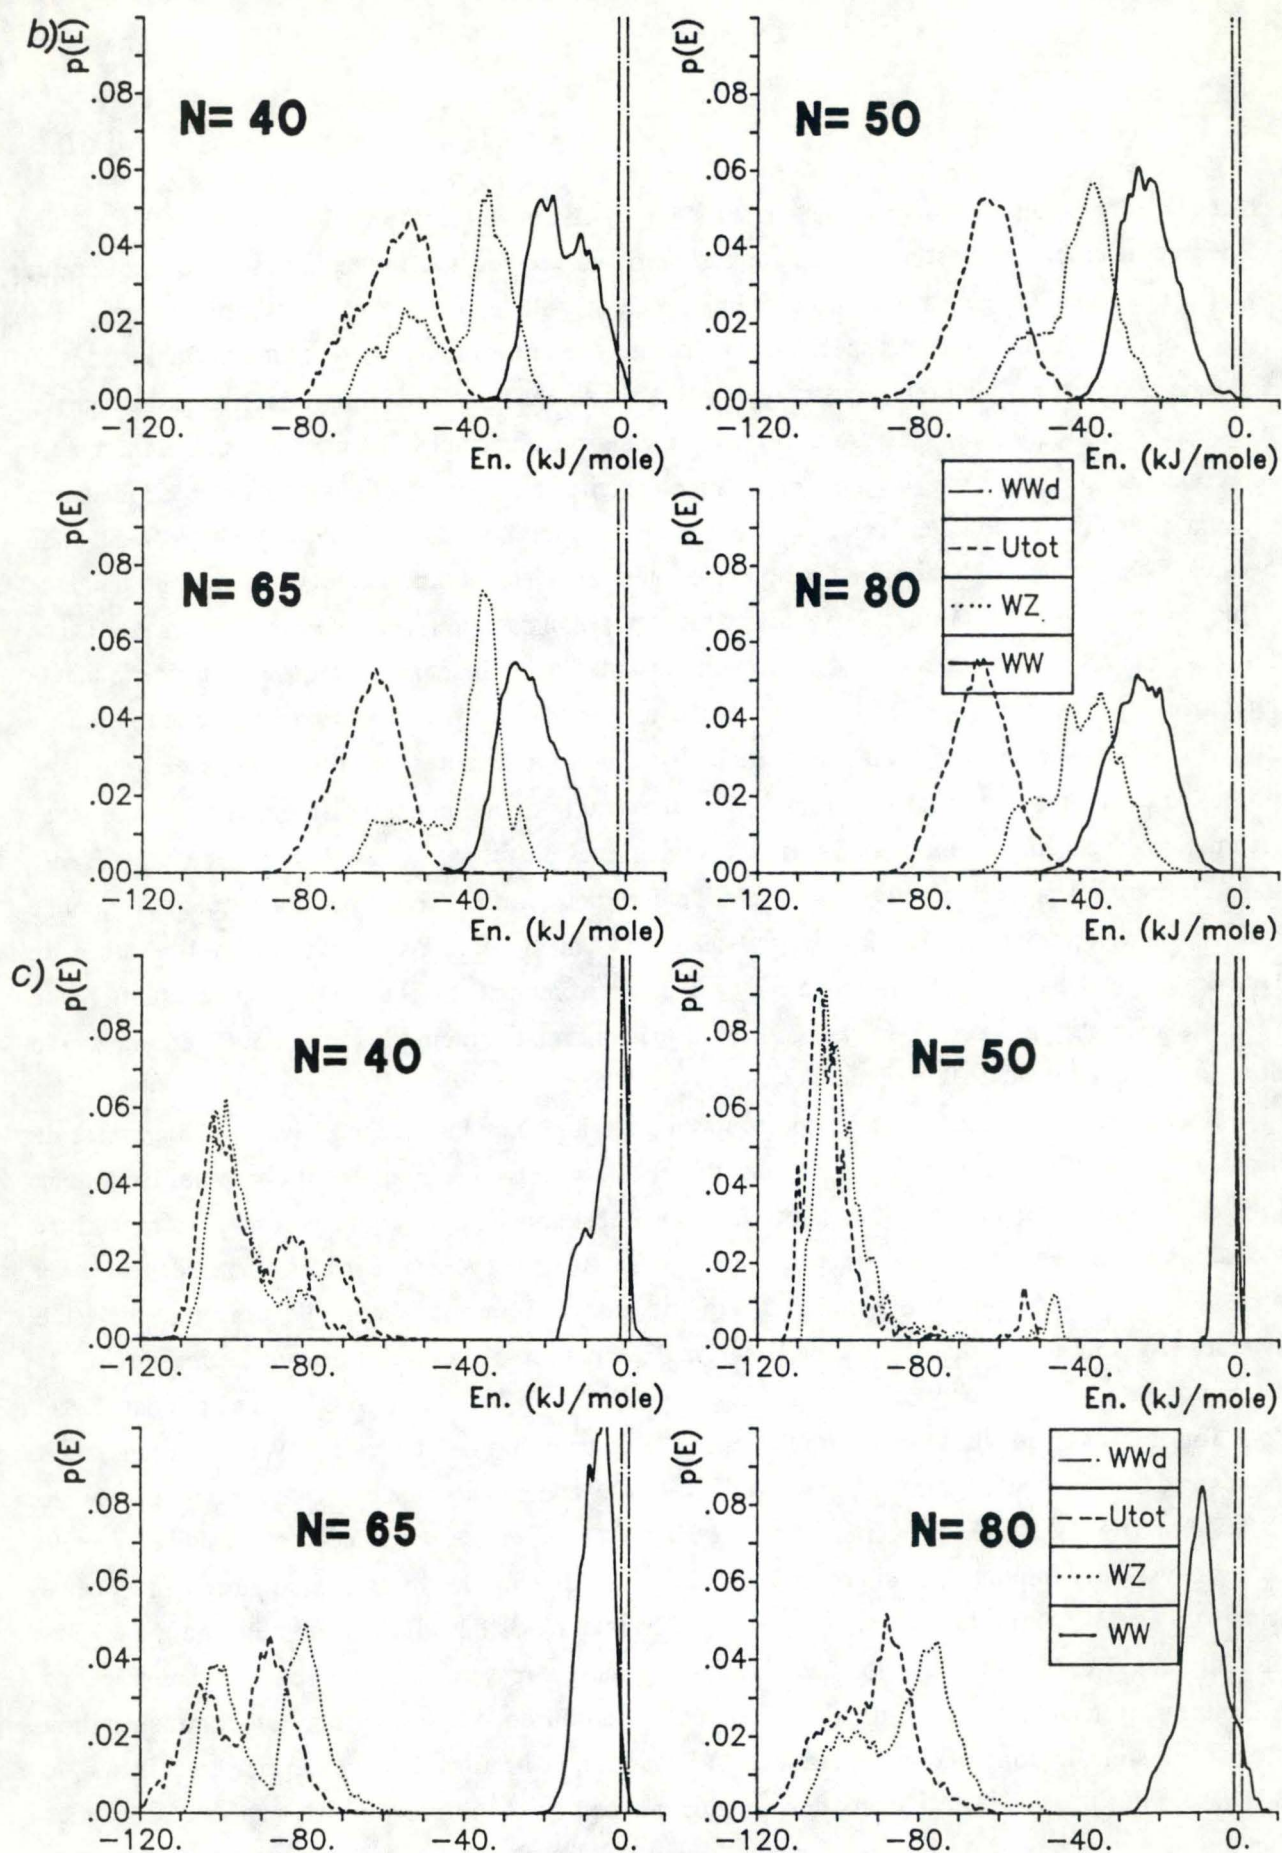 b)
p(E)
.08
.06
.04
.02
.00
N= 40
-120. -80. -40. 0.
En. (kJ/mole)
p(E)
.08
.06
.04
.02
.00
N= 50
-120. -80. -40. 0.
En. (kJ/mole)
p(E)
.08
.06
.04
.02
.00
N= 65
-120. -80. -40. 0.
En. (kJ/mole)
p(E)
.08
.06
.04
.02
.00
N= 80
WWd
Utot
WZ
WW
-120. -80. -40. 0.
En. (kJ/mole)
c)
p(E)
.08
.06
.04
.02
.00
N= 40
-120. -80. -40. 0.
En. (kJ/mole)
p(E)
.08
.06
.04
.02
.00
N= 50
-120. -80. -40. 0.
En. (kJ/mole)
p(E)
.08
.06
.04
.02
.00
N= 65
-120. -80. -40. 0.
p(E)
.08
.06
.04
.02
.00
N= 80
WWd
Utot
WZ
WW
-120. -80. -40. 0.